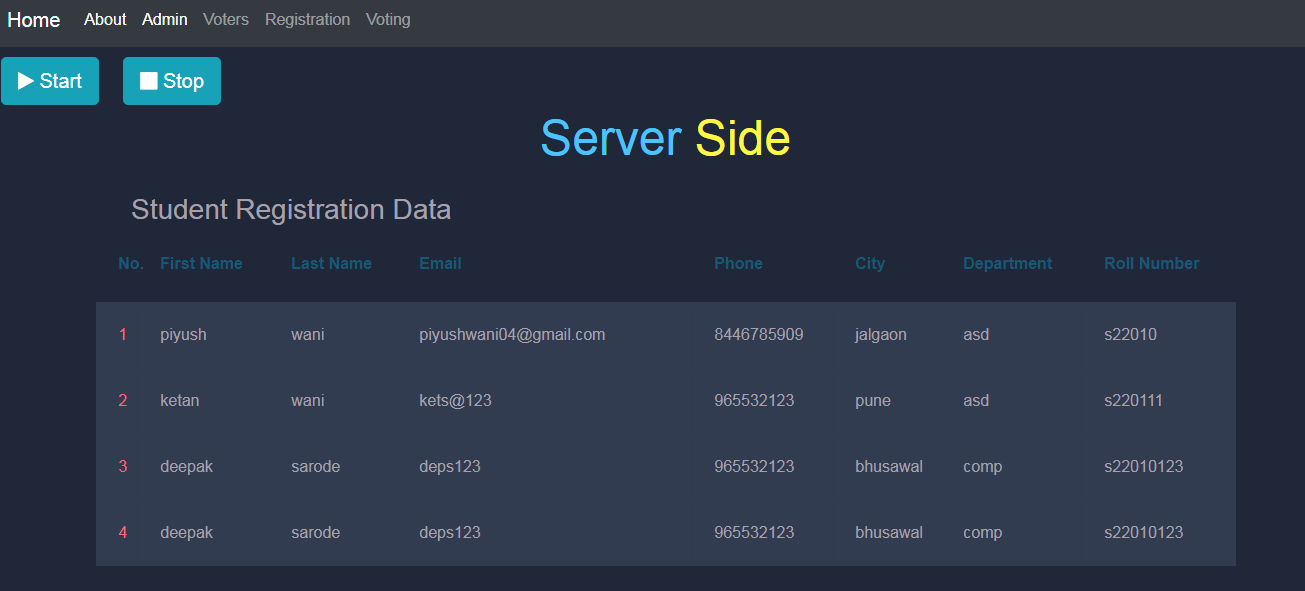 Home About Admin Voters Registration Voting
Start Stop
Server Side
Student Registration Data
No. First Name Last Name Email Phone City Department Roll Number
1 piyush wani piyushwani04@gmail.com 8446785909 jalgaon asd s22010
2 ketan wani kets@123 965532123 pune asd s220111
3 deepak sarode deps123 965532123 bhusawal comp s22010123
4 deepak sarode deps123 965532123 bhusawal comp s22010123